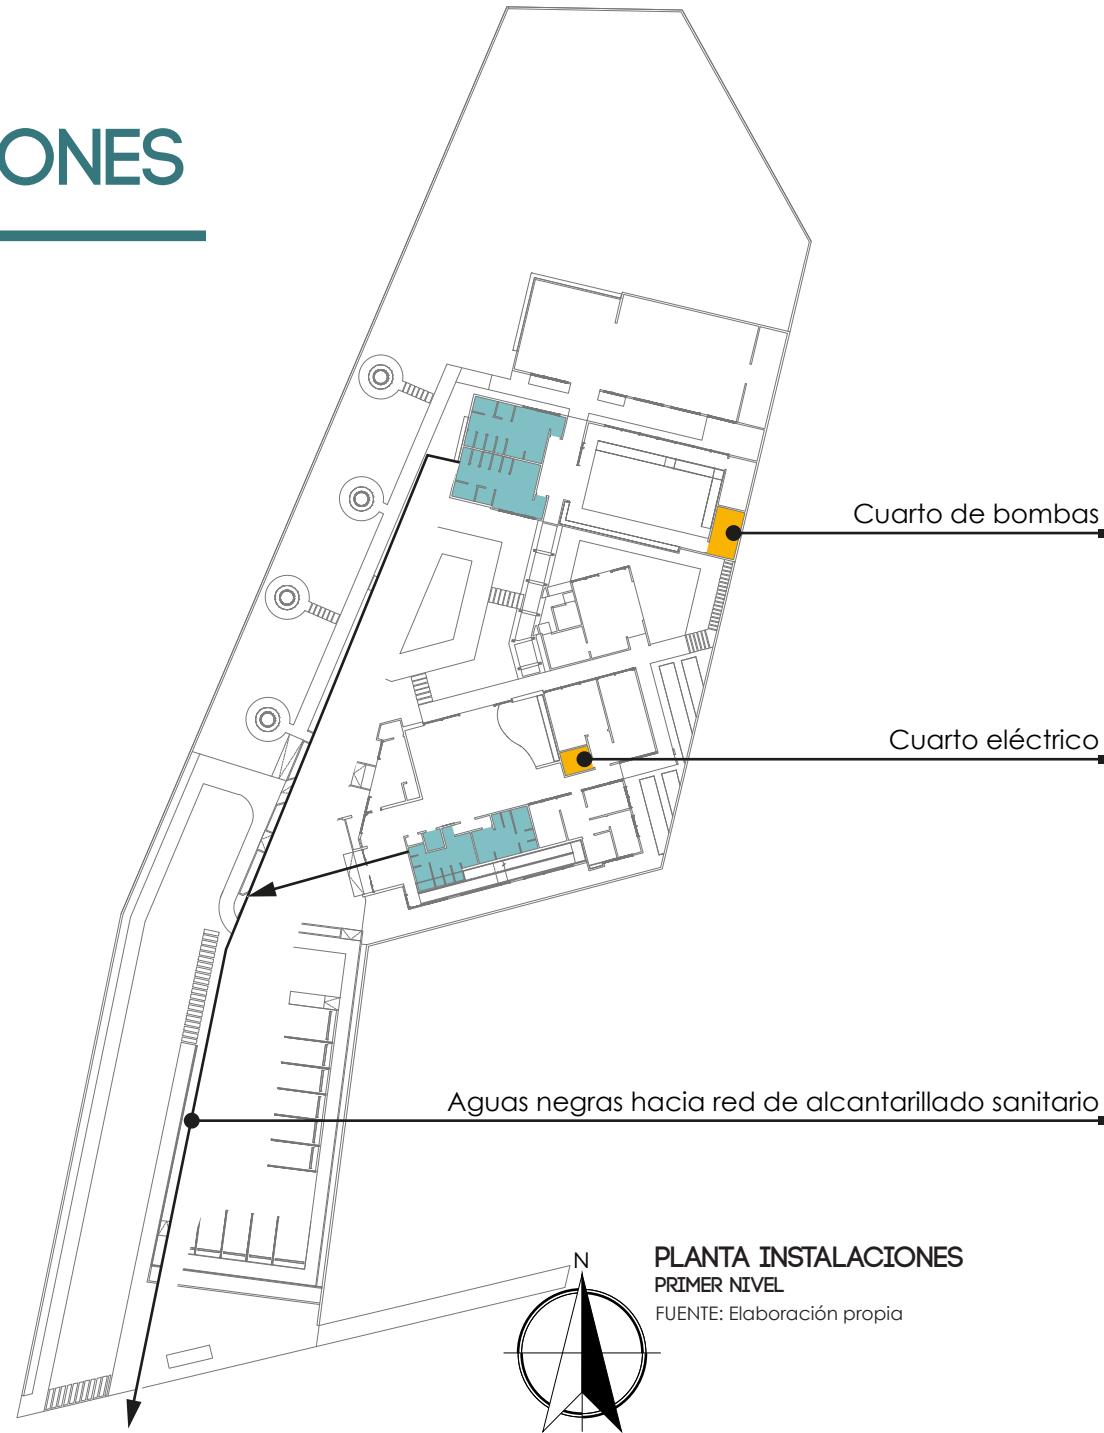 ONES
Cuarto de bombas
Cuarto eléctrico
Aguas negras hacia red de alcantarillado sanitario
N
PLANTA INSTALACIONES
PRIMER NIVEL
FUENTE: Elaboración propia